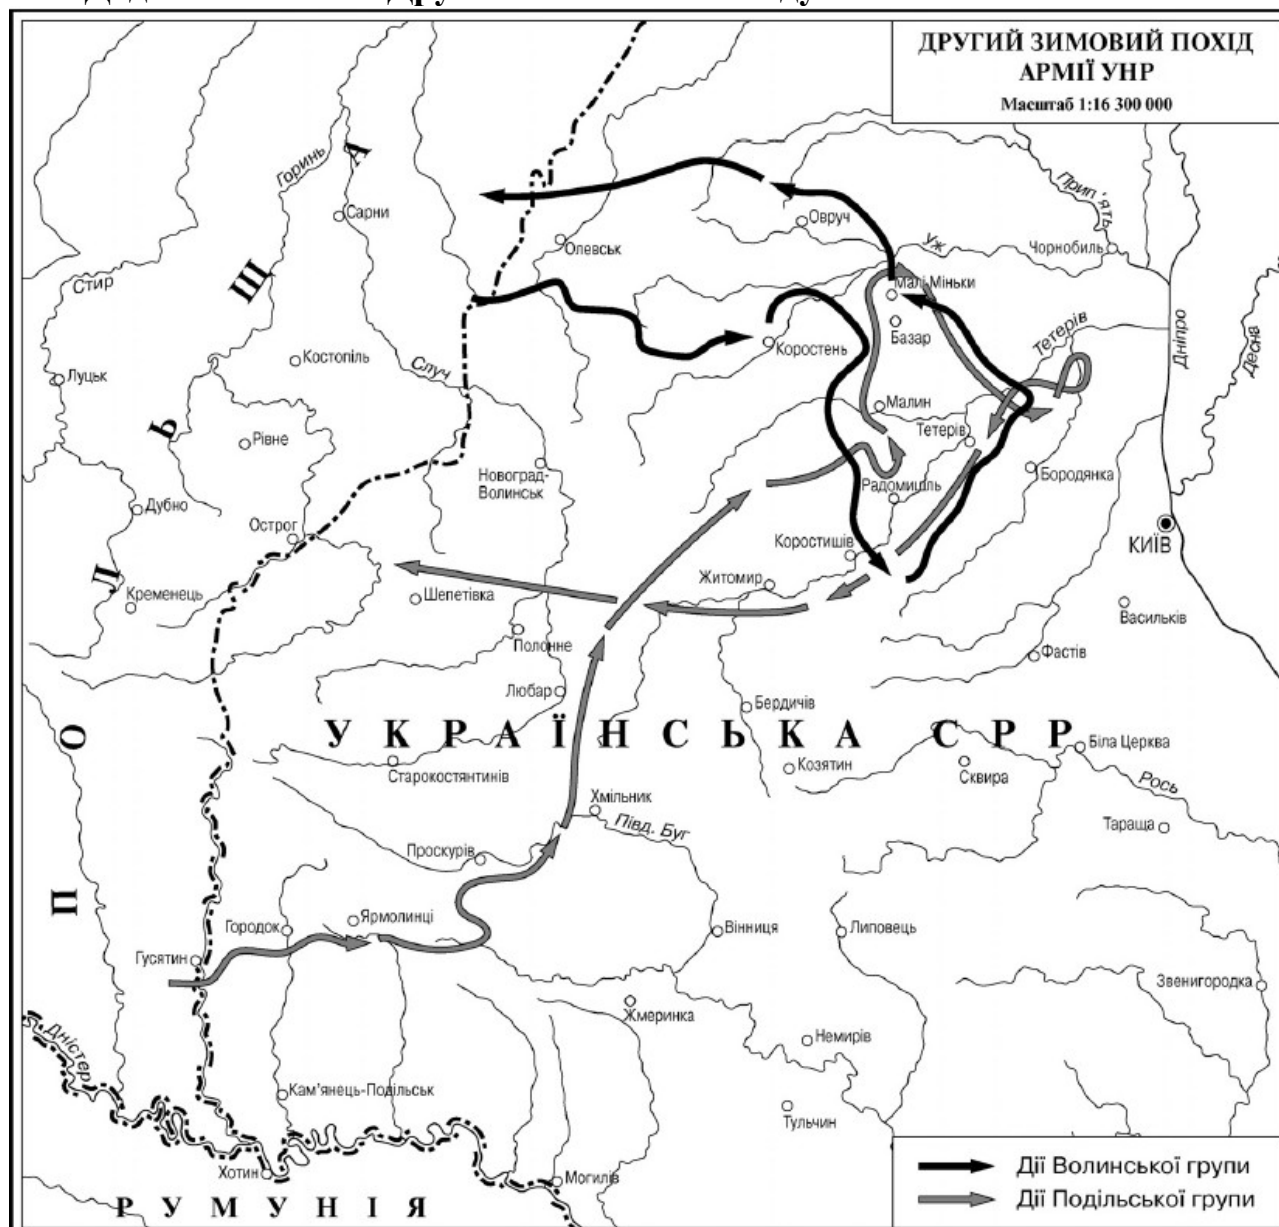 ДРУГИЙ ЗИМОВИЙ ПОХІД
АРМІЇ УНР
Масштаб 1:16 300 000
Горинь
Прип'ять
Сарни
Овруч
Олевськ
Уж
Чорнобиль
Стир
Малі Міньки
Базар
Тетерів
Дніпро
Десна
Костопіль
Коростень
Случ
Луцьк
Малин
Рівне
Тетерів
Новоград-
Волинськ
Бородянка
Радомишль
Дубно
Острог
КИЇВ
Коростишів
Житомир
Кременець
Шепетівка
Васильків
Полонне
Фастів
Любар
Бердичів
ПОЛЬЩА
УКРАЇНСЬКА СРР
Біла Церква
Старокостянтинів
Козятин
Сквира
Рось
Хмільник
Півд. Буг
Тараща
Проскурів
Ярмолинці
Городок
Вінниця
Липовець
Гусятин
Звенигородка
Жмеринка
Дністер
Немирів
Кам'янець-Подільськ
Тульчин
Хотин
Могилів
РУМУНІЯ
Дії Волинської групи
Дії Подільської групи